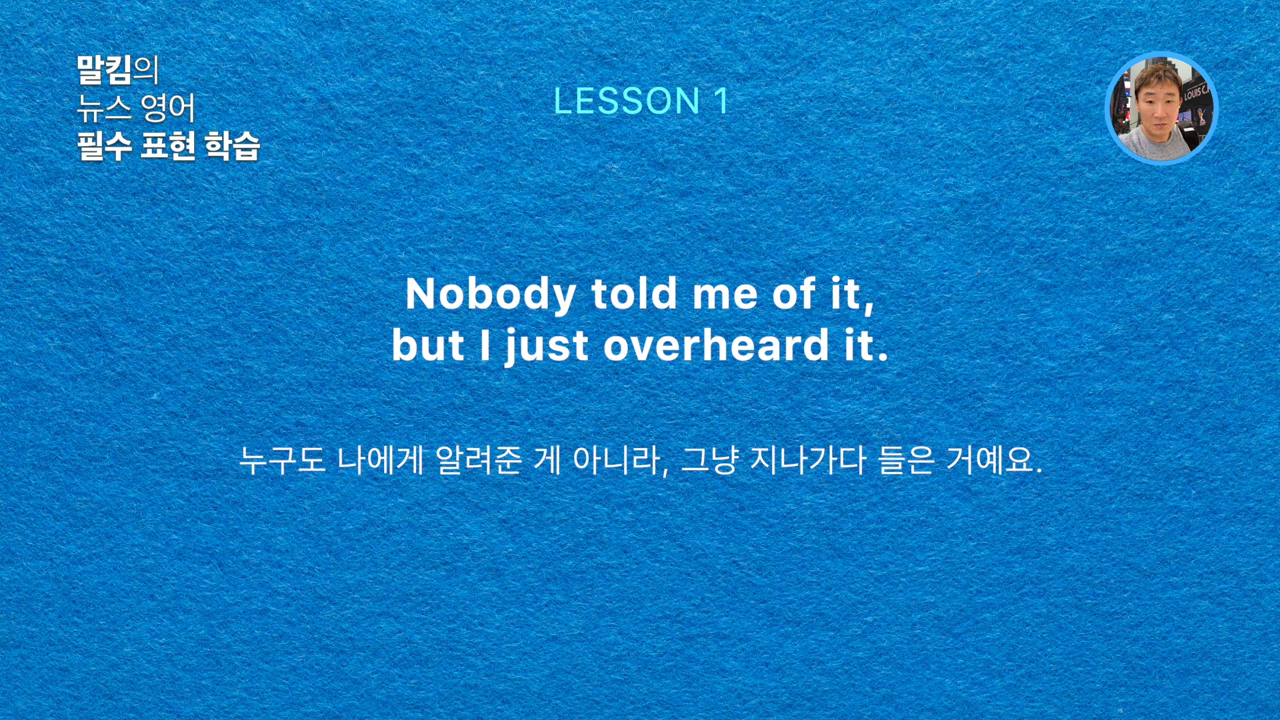 말킴의
뉴스 영어
필수 표현 학습
LESSON 1
LOUIS C
Nobody told me of it,
but I just overheard it.
누구도 나에게 알려준 게 아니라, 그냥 지나가다 들은 거예요.